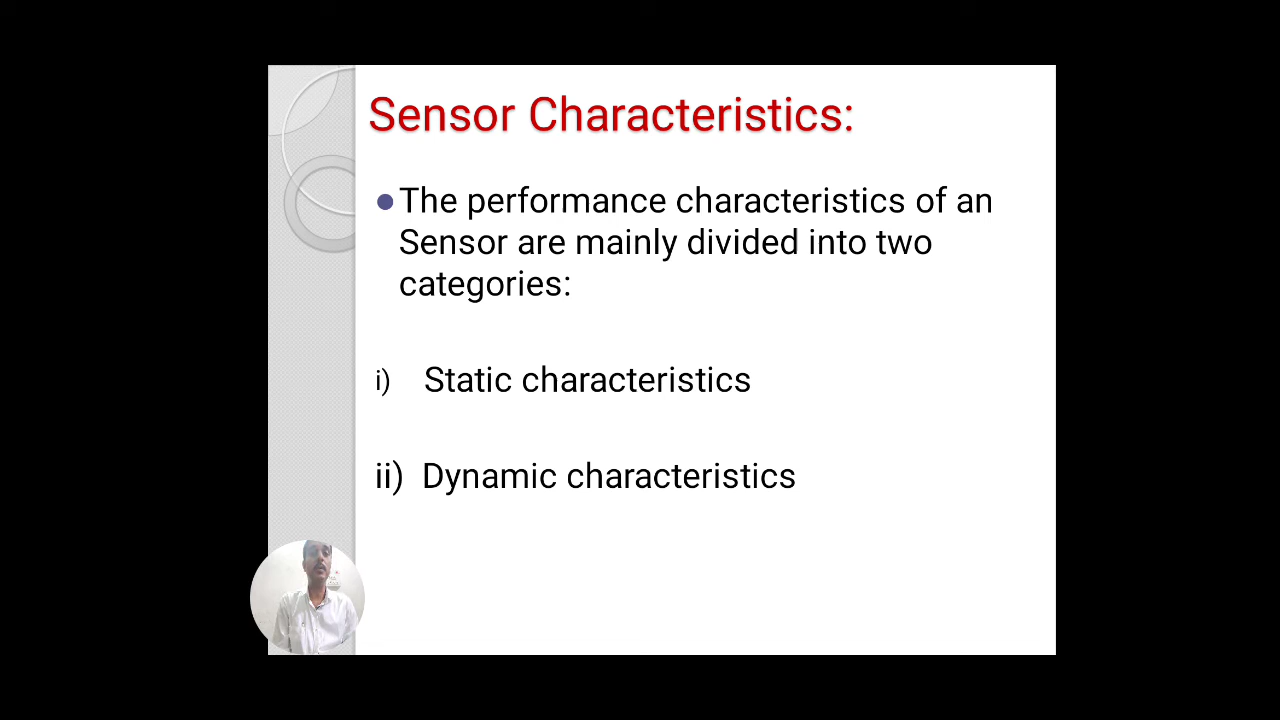 Sensor Characteristics:
The performance characteristics of an
Sensor are mainly divided into two
categories:
i) Static characteristics
ii) Dynamic characteristics